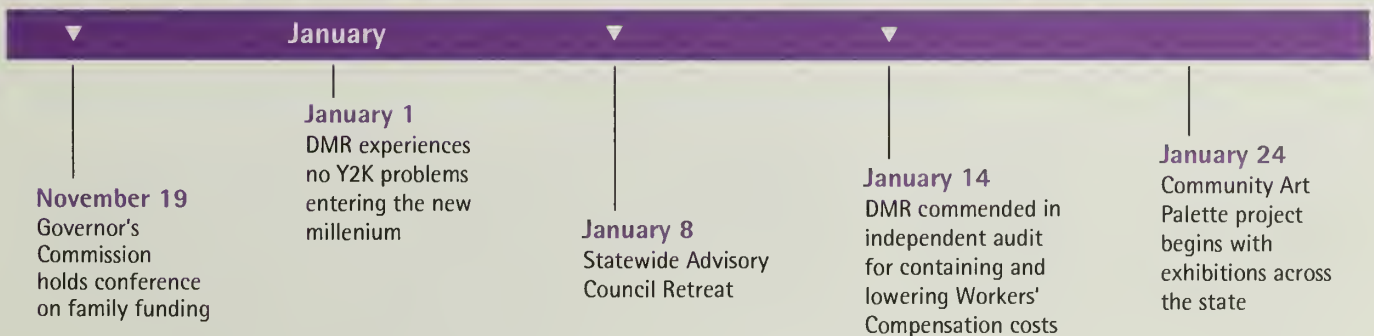 January
November 19
Governor's
Commission
holds conference
on family funding
January 1
DMR experiences
no Y2K problems
entering the new
millenium
January 8
Statewide Advisory
Council Retreat
January 14
DMR commended in
independent audit
for containing and
lowering Workers'
Compensation costs
January 24
Community Art
Palette project
begins with
exhibitions across
the state